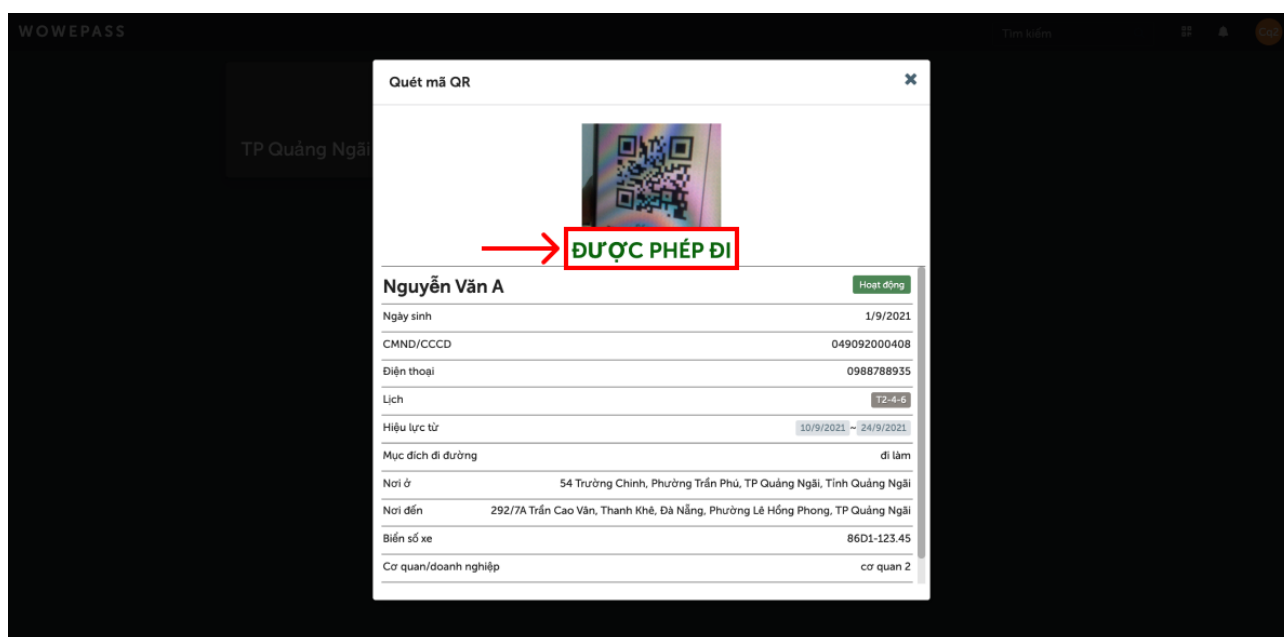 WOWEPASS
Tìm kiếm
CqZ
TP Quảng Ngãi
Quét mã QR
ĐƯỢC PHÉP ĐI
Nguyễn Văn A Hoạt động
Ngày sinh 1/9/2021
CMND/CCCD 049092000408
Điện thoại 0988788935
Lịch T2-4-6
Hiệu lực từ 10/9/2021 ~ 24/9/2021
Mục đích đi đường đi làm
Nơi ở 54 Trường Chinh, Phường Trần Phú, TP Quảng Ngãi, Tỉnh Quảng Ngãi
Nơi đến 292/7A Trần Cao Vân, Thanh Khê, Đà Nẵng, Phường Lê Hồng Phong, TP Quảng Ngãi
Biển số xe 86D1-123.45
Cơ quan/doanh nghiệp cơ quan 2